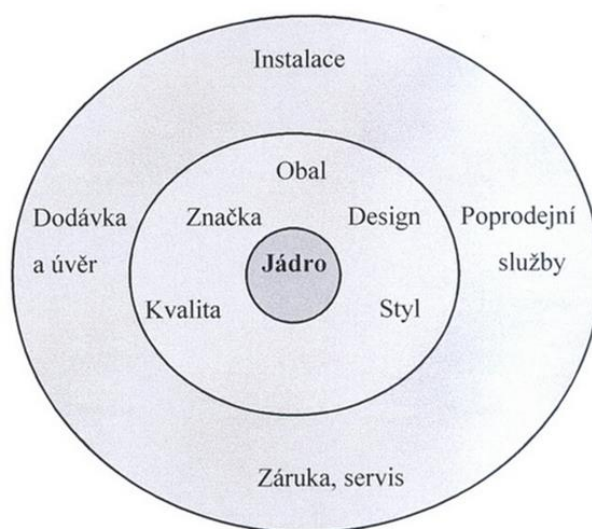 Instalace
Obal
Dodávka
a úvěr
Značka
Design
Poprodejní
služby
Jádro
Kvalita
Styl
Záruka, servis